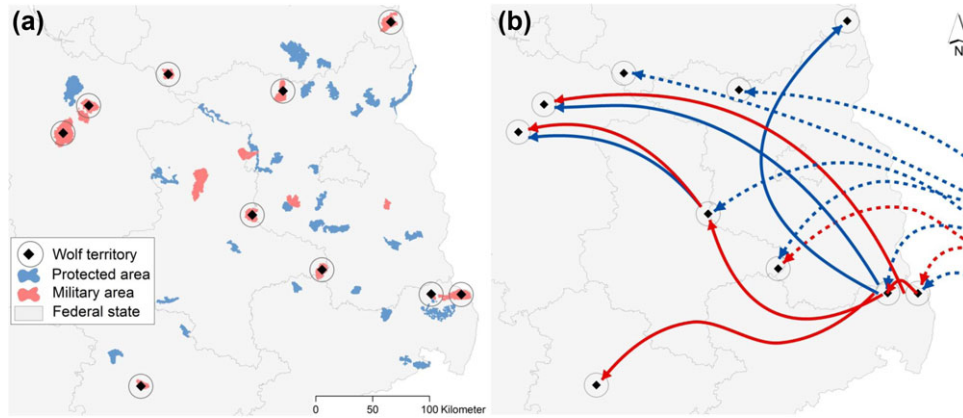 (a)
Wolf territory
Protected area
Military area
Federal state
0 50 100 Kilometer
(b)
N